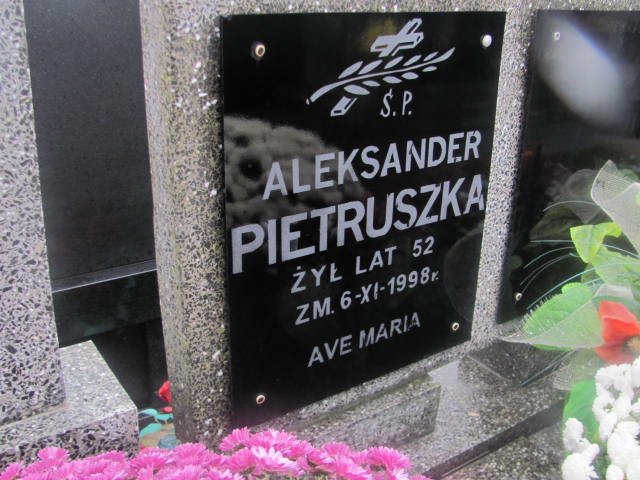 Ś.P.
ALEKSANDER
PIETRUSZKA
ŻYŁ LAT 52
ZM. 6-XI-1998r.
AVE MARIA